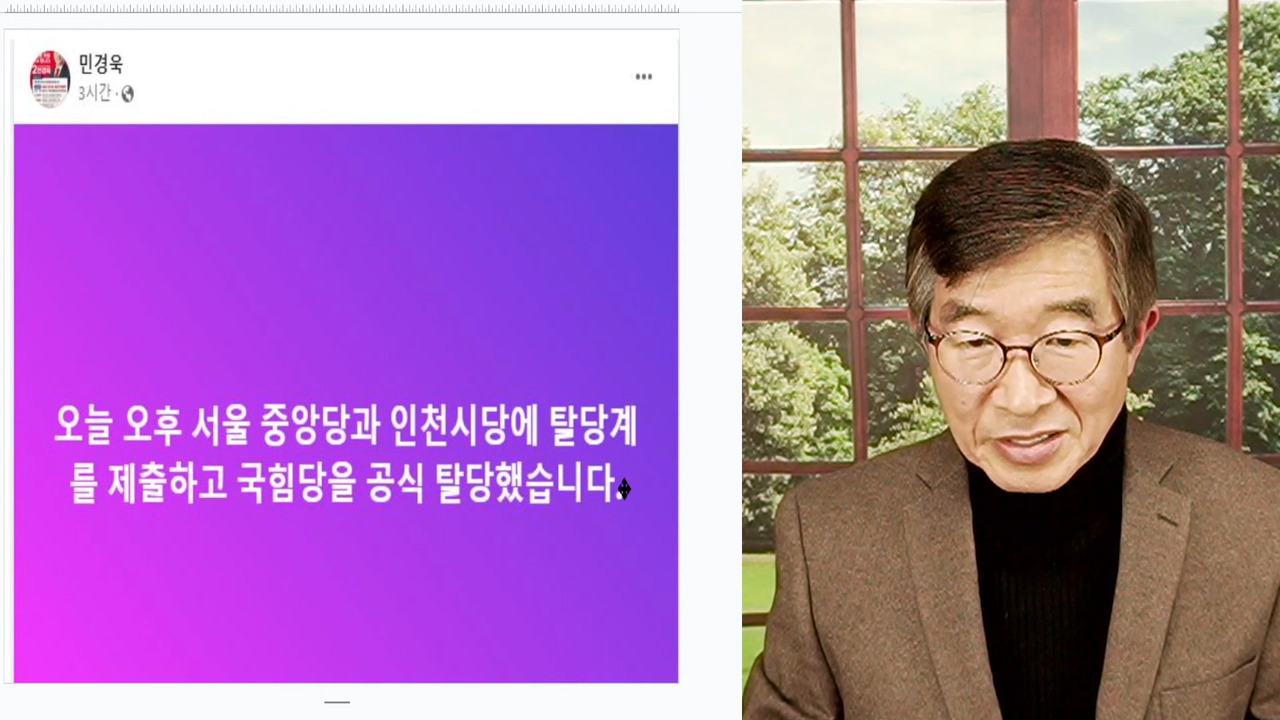 민경욱
3시간 ·
오늘 오후 서울 중앙당과 인천시당에 탈당계
를 제출하고 국힘당을 공식 탈당했습니다.